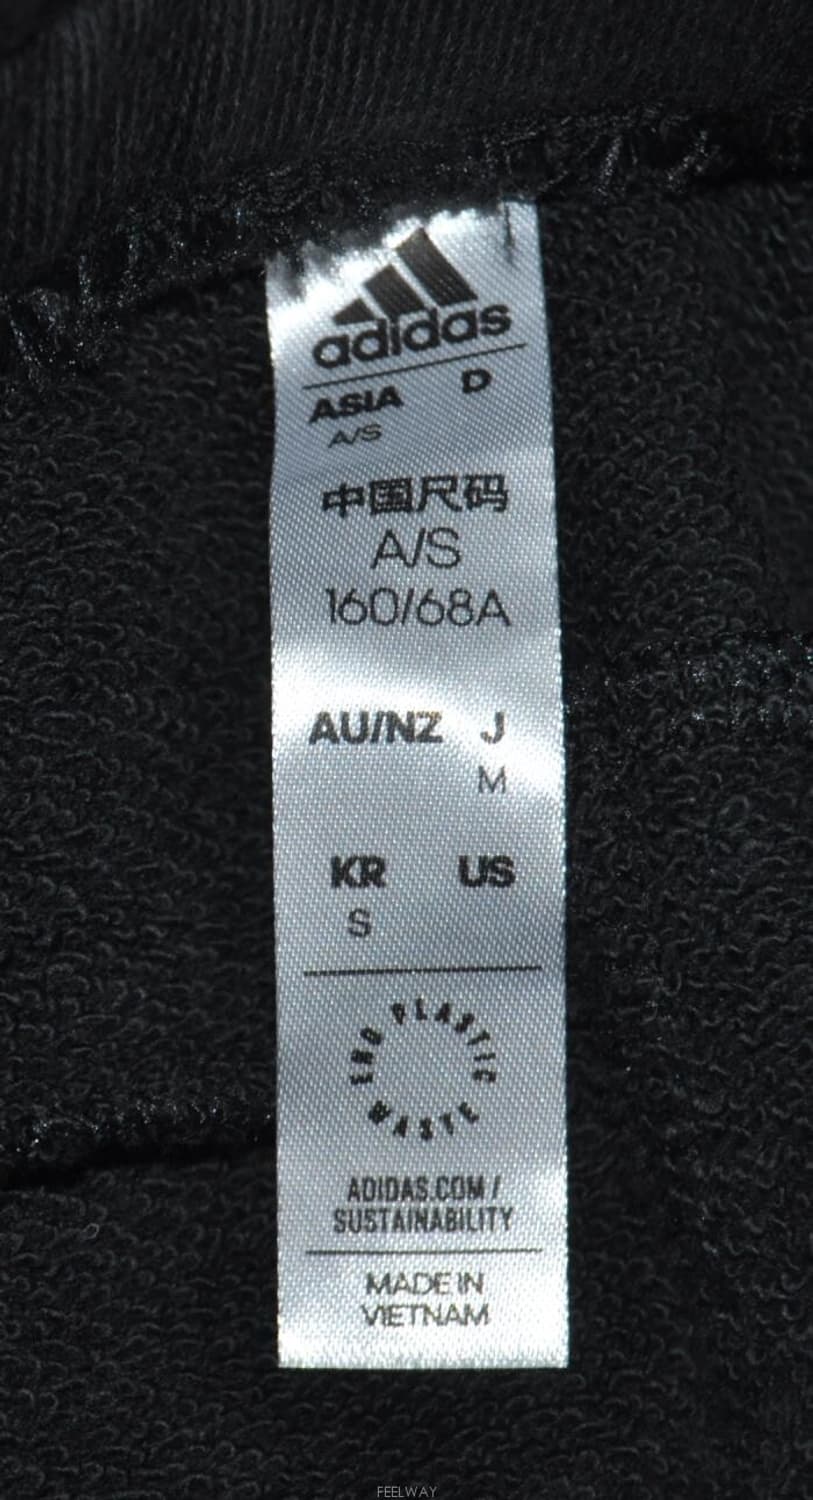 adidas
ASIA D
A/S
中国尺码
A/S
160/68A
AU/NZ J
M
KR US
S
END PLASTIC WASTE
ADIDAS.COM /
SUSTAINABILITY
MADE IN
VIETNAM
FEELWAY